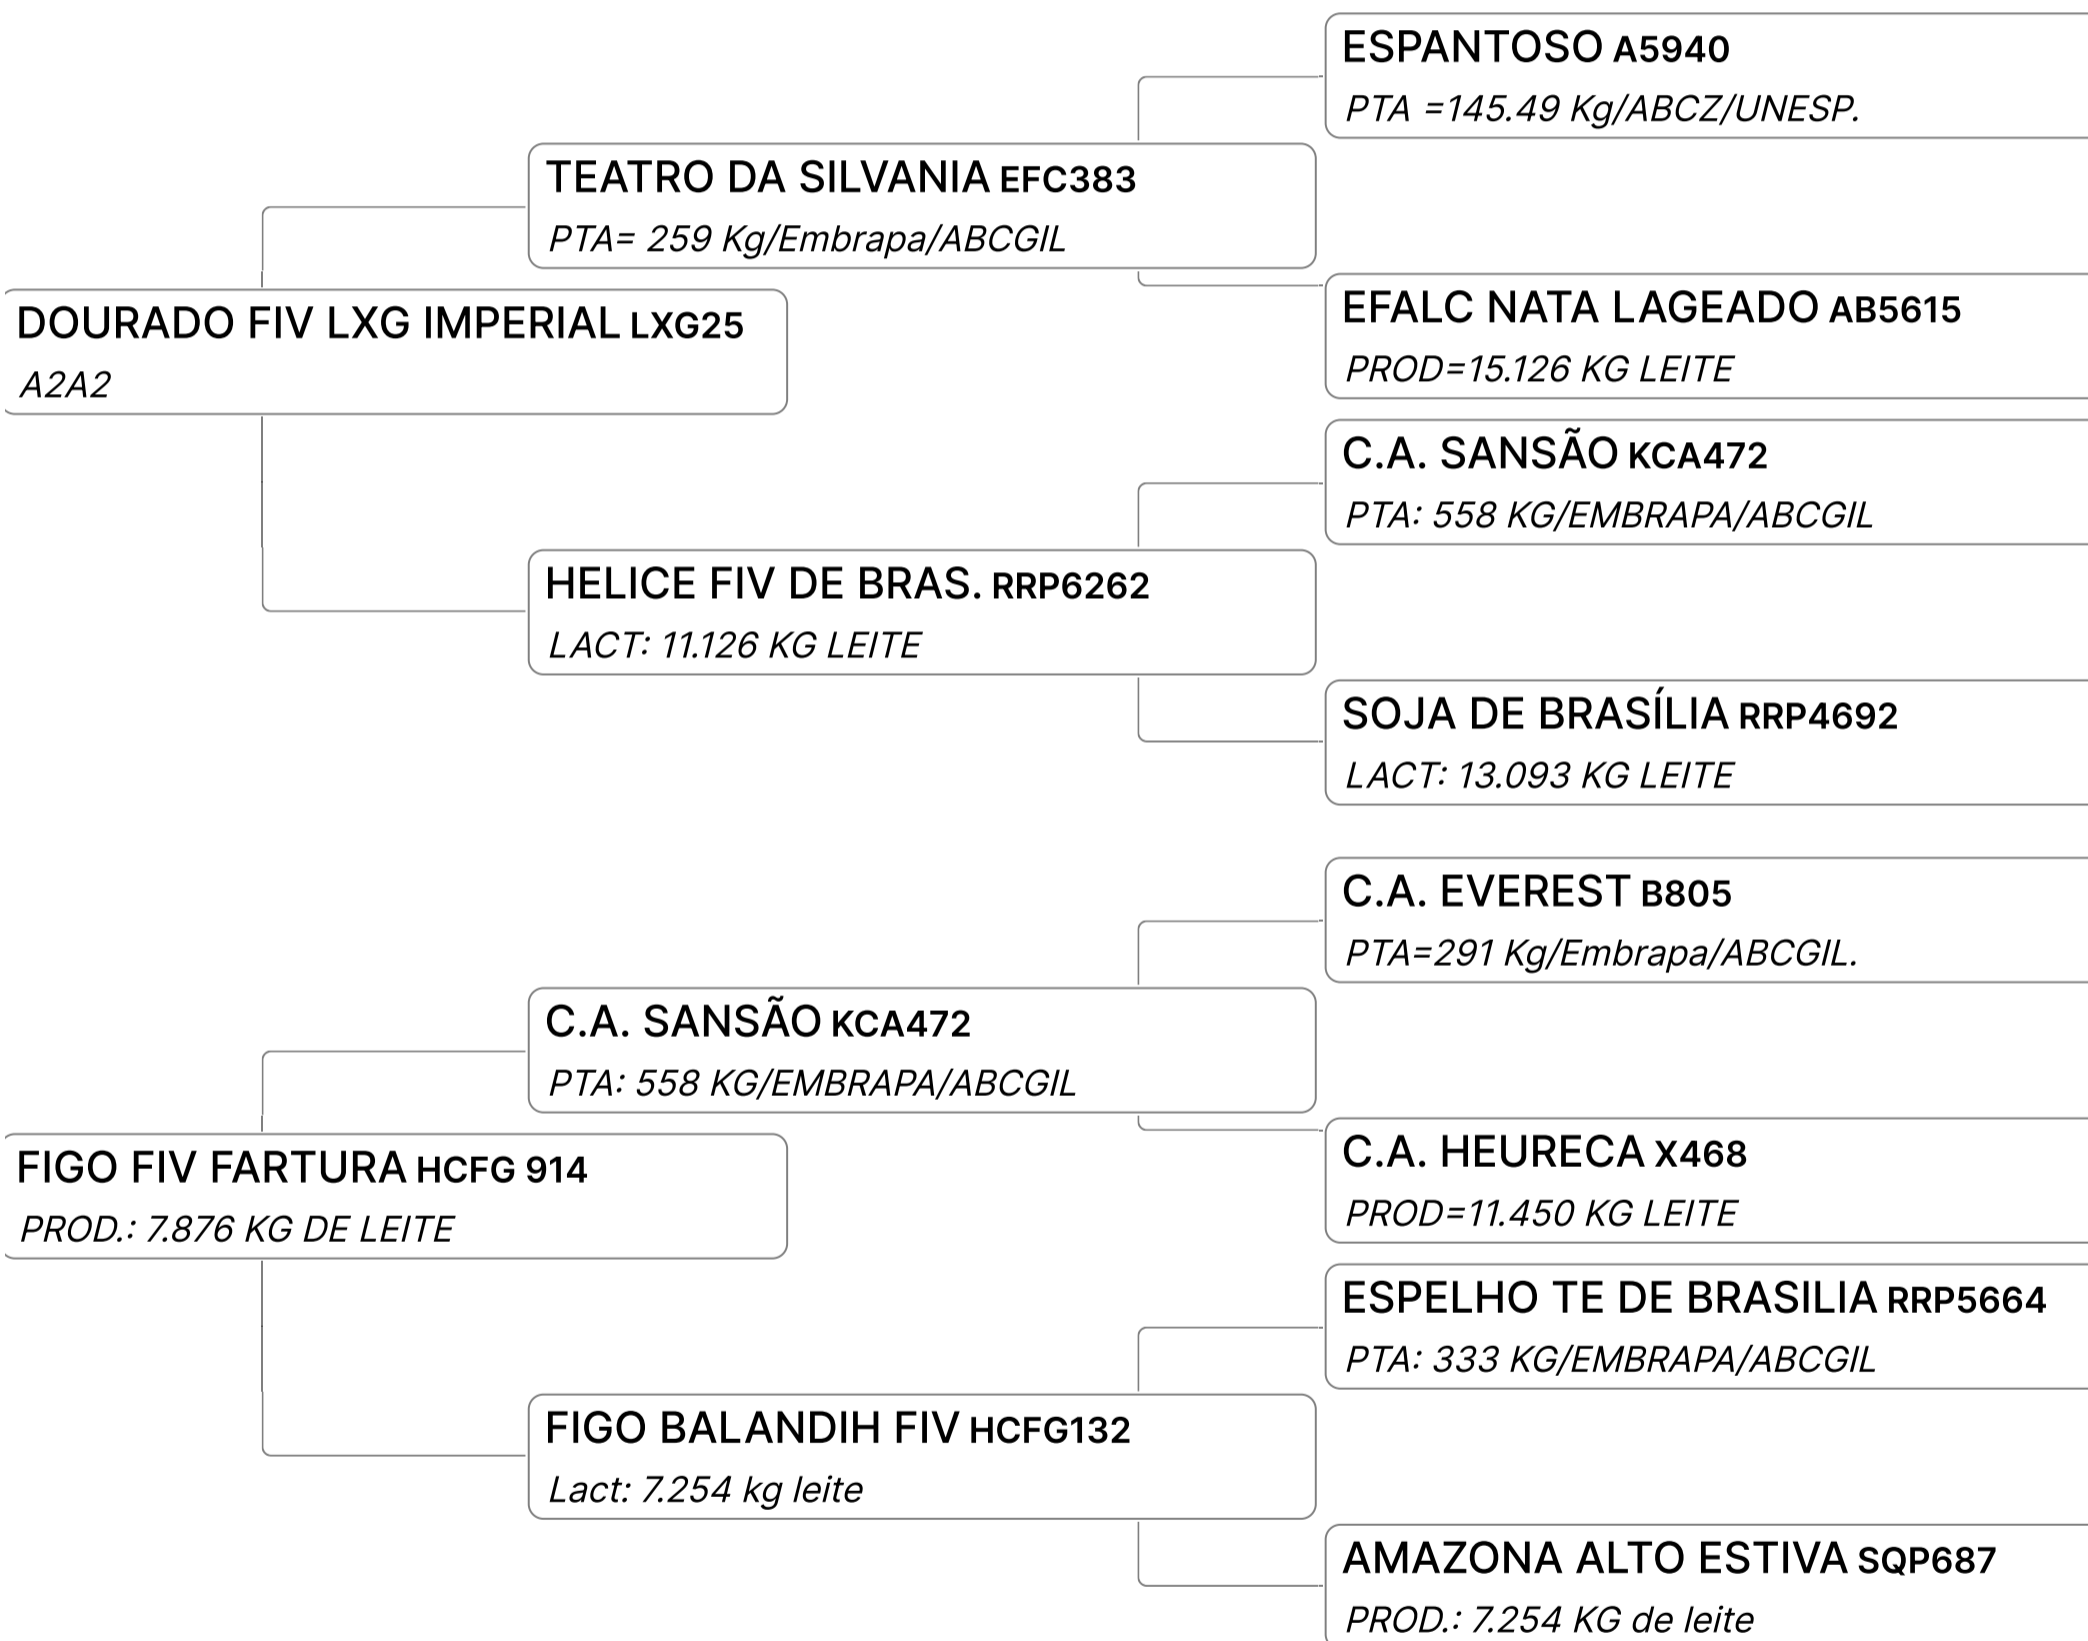 ESPANTOSO A5940
PTA =145.49 Kg/ABCZ/UNESP.
TEATRO DA SILVANIA EFC383
PTA= 259 Kg/Embrapa/ABCGIL
EFALC NATA LAGEADO AB5615
PROD=15.126 KG LEITE
DOURADO FIV LXG IMPERIAL LXG25
A2A2
C.A. SANSÃO KCA472
PTA: 558 KG/EMBRAPA/ABCGIL
HELICE FIV DE BRAS. RRP6262
LACT: 11.126 KG LEITE
SOJA DE BRASÍLIA RRP4692
LACT: 13.093 KG LEITE
C.A. EVEREST B805
PTA=291 Kg/Embrapa/ABCGIL.
C.A. SANSÃO KCA472
PTA: 558 KG/EMBRAPA/ABCGIL
C.A. HEURECA X468
PROD=11.450 KG LEITE
FIGO FIV FARTURA HCFG 914
PROD.: 7.876 KG DE LEITE
ESPELHO TE DE BRASILIA RRP5664
PTA: 333 KG/EMBRAPA/ABCGIL
FIGO BALANDIH FIV HCFG132
Lact: 7.254 kg leite
AMAZONA ALTO ESTIVA SQP687
PROD.: 7.254 KG de leite